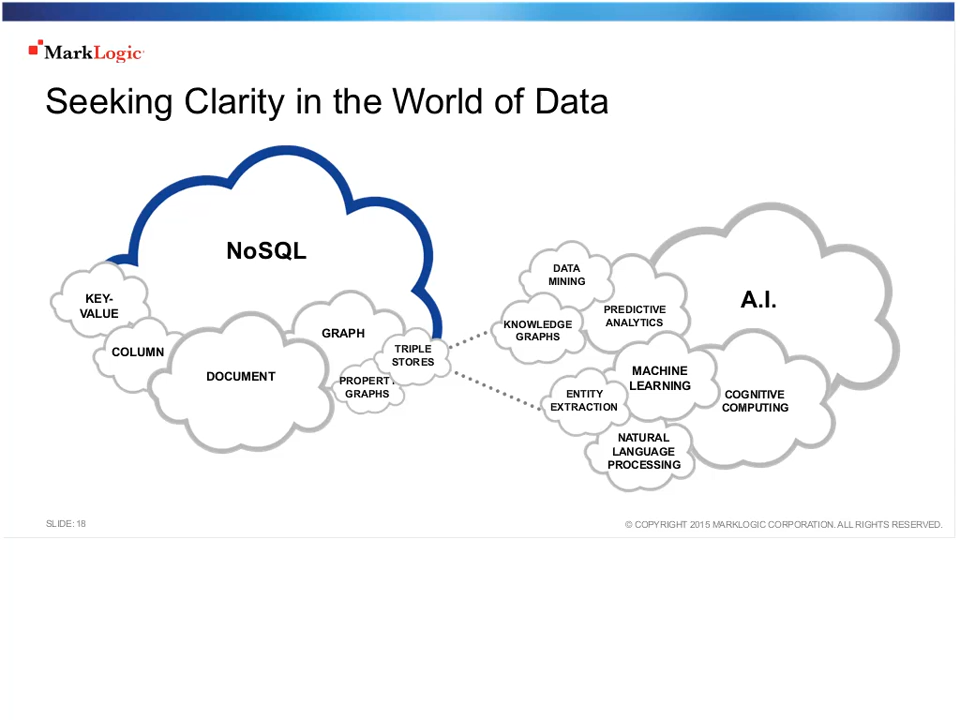 MarkLogic
Seeking Clarity in the World of Data
NoSQL
KEY-
VALUE
COLUMN
DOCUMENT
GRAPH
TRIPLE
STORES
PROPERTY
GRAPHS
DATA
MINING
KNOWLEDGE
GRAPHS
PREDICTIVE
ANALYTICS
A.I.
MACHINE
LEARNING
ENTITY
EXTRACTION
COGNITIVE
COMPUTING
NATURAL
LANGUAGE
PROCESSING
SLIDE: 18
© COPYRIGHT 2015 MARKLOGIC CORPORATION. ALL RIGHTS RESERVED.